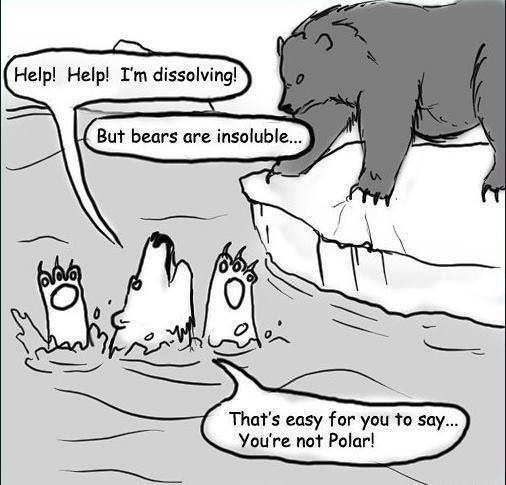 Help!  Help!  I'm dissolving!
But bears are insoluble...
That's easy for you to say...
You're not Polar!